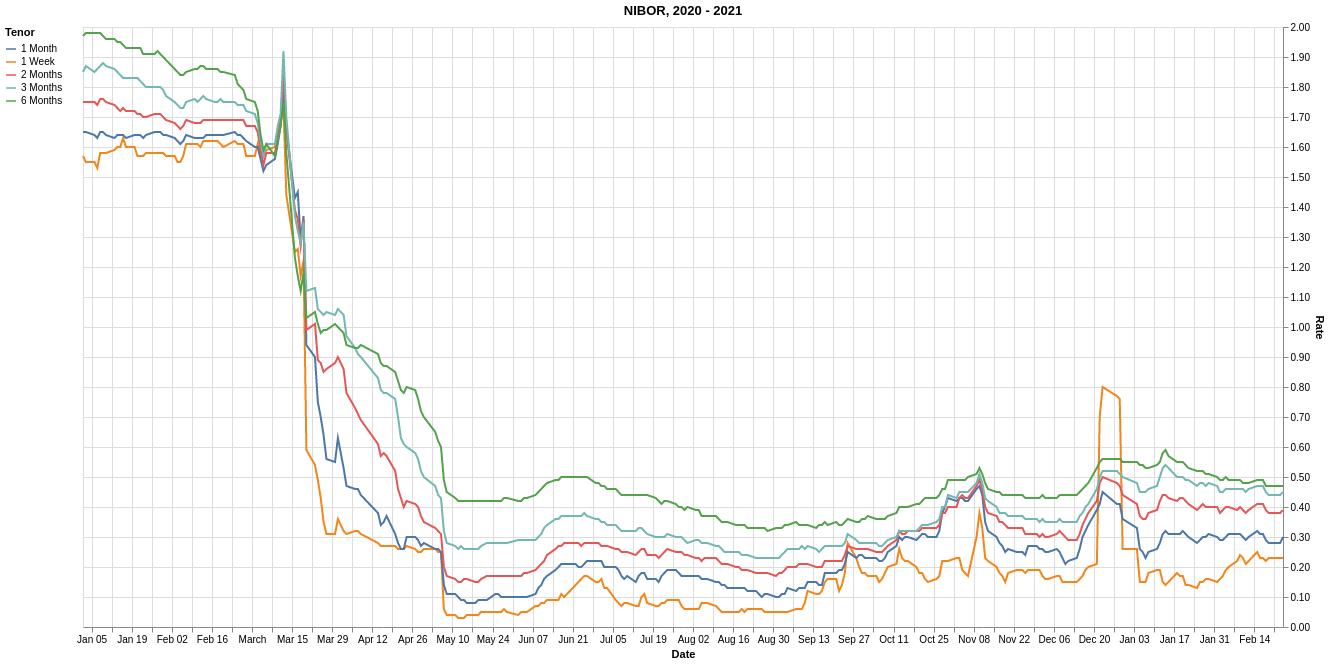 NIBOR, 2020 - 2021
Tenor
1 Month
1 Week
2 Months
3 Months
6 Months
2.00
1.90
1.80
1.70
1.60
1.50
1.40
1.30
1.20
1.10
1.00
0.90
0.80
0.70
0.60
0.50
0.40
0.30
0.20
0.10
0.00
Rate
Jan 05 Jan 19 Feb 02 Feb 16 March Mar 15 Mar 29 Apr 12 Apr 26 May 10 May 24 Jun 07 Jun 21 Jul 05 Jul 19 Aug 02 Aug 16 Aug 30 Sep 13 Sep 27 Oct 11 Oct 25 Nov 08 Nov 22 Dec 06 Dec 20 Jan 03 Jan 17 Jan 31 Feb 14
Date